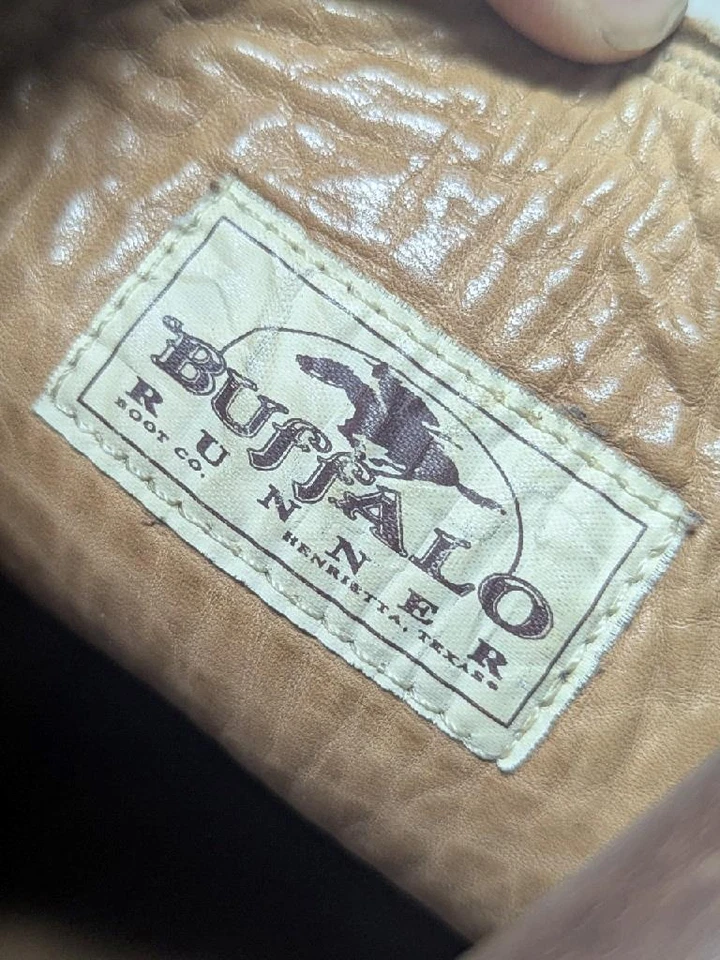 BUffALO
RUNNER
BOOT CO. HENRIETTA, TEXAS